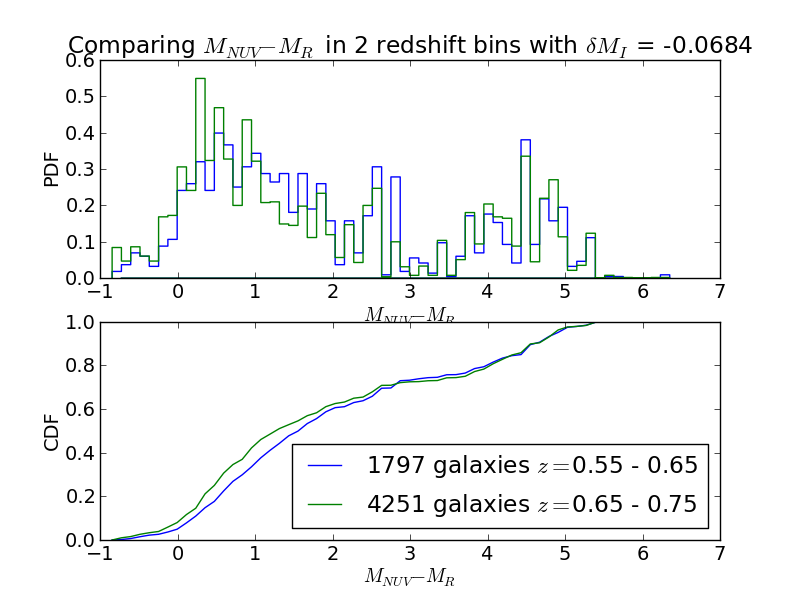 Comparing M_NUV−M_R in 2 redshift bins with δM_I = -0.0684
0.6
0.5
0.4
0.3
0.2
0.1
0.0
PDF
−1 0 1 2 3 4 5 6 7
M_NUV−M_R
1.0
0.8
0.6
0.4
0.2
0.0
CDF
1797 galaxies z=0.55 - 0.65
4251 galaxies z=0.65 - 0.75
−1 0 1 2 3 4 5 6 7
M_NUV−M_R